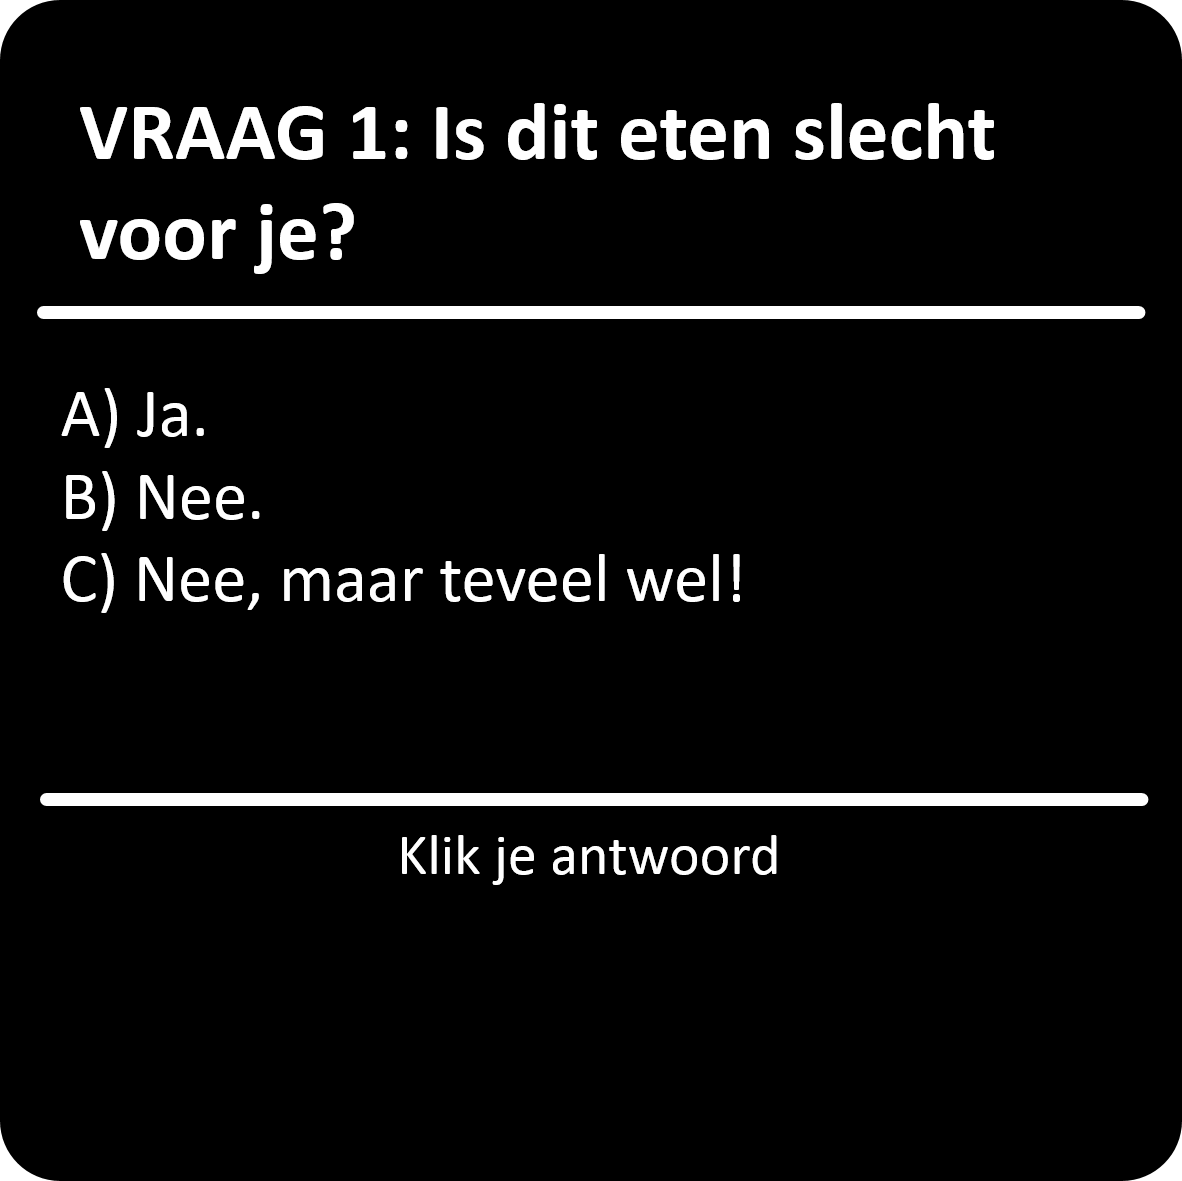 VRAAG 1: Is dit eten slecht
voor je?
A) Ja.
B) Nee.
C) Nee, maar teveel wel!
Klik je antwoord